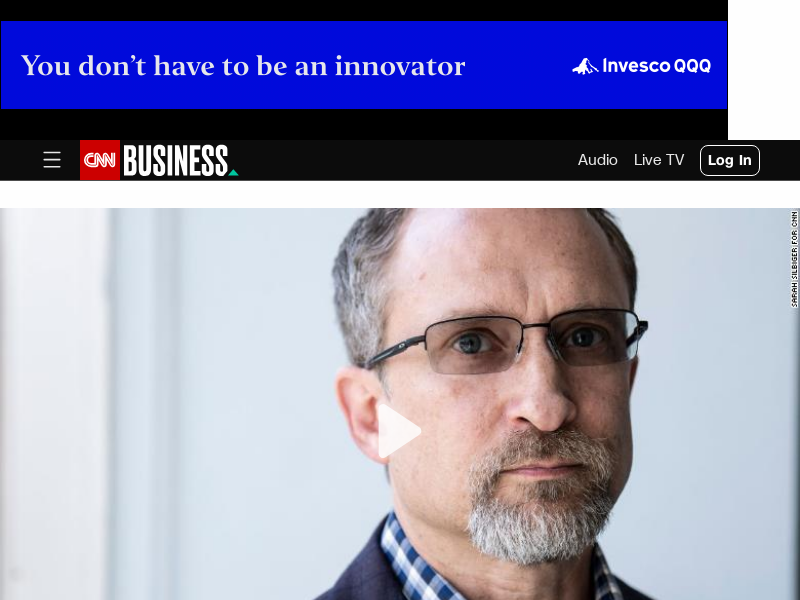 You don't have to be an innovator
Invesco QQQ
CNN BUSINESS
Audio
Live TV
Log In
SARAH SILBIGER FOR CNN